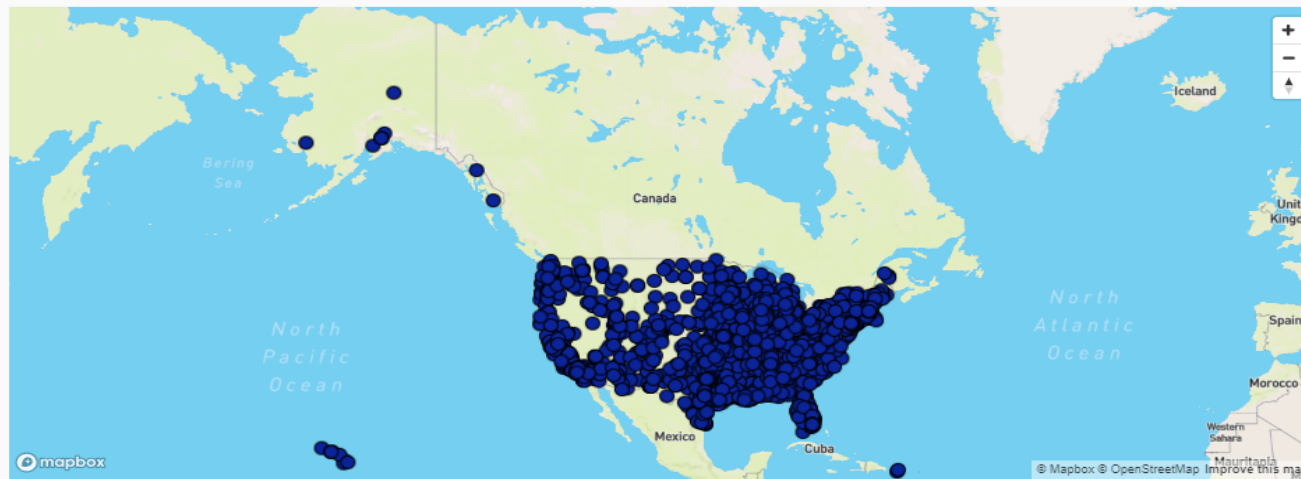 +
−
Iceland
Bering
Sea
Canada
Unit
Kingd
North
Pacific
Ocean
North
Atlantic
Ocean
Spain
Morocco
Mexico
Cuba
Western
Sahara
Mauritania
mapbox
© Mapbox © OpenStreetMap Improve this ma